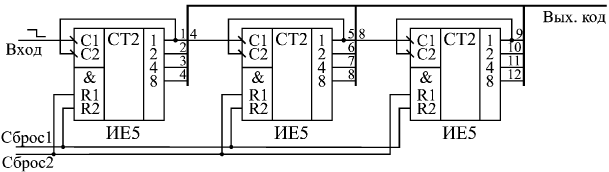 Вых. код
Вход
C1 CT2 1 1 4
C2 2 2
4 3
& 8 4
R1
R2
ИЕ5
C1 CT2 1 5 8
C2 2 6
4 7
& 8 8
R1
R2
ИЕ5
C1 CT2 1 9
C2 2 10
4 11
& 8 12
R1
R2
ИЕ5
Сброс1
Сброс2